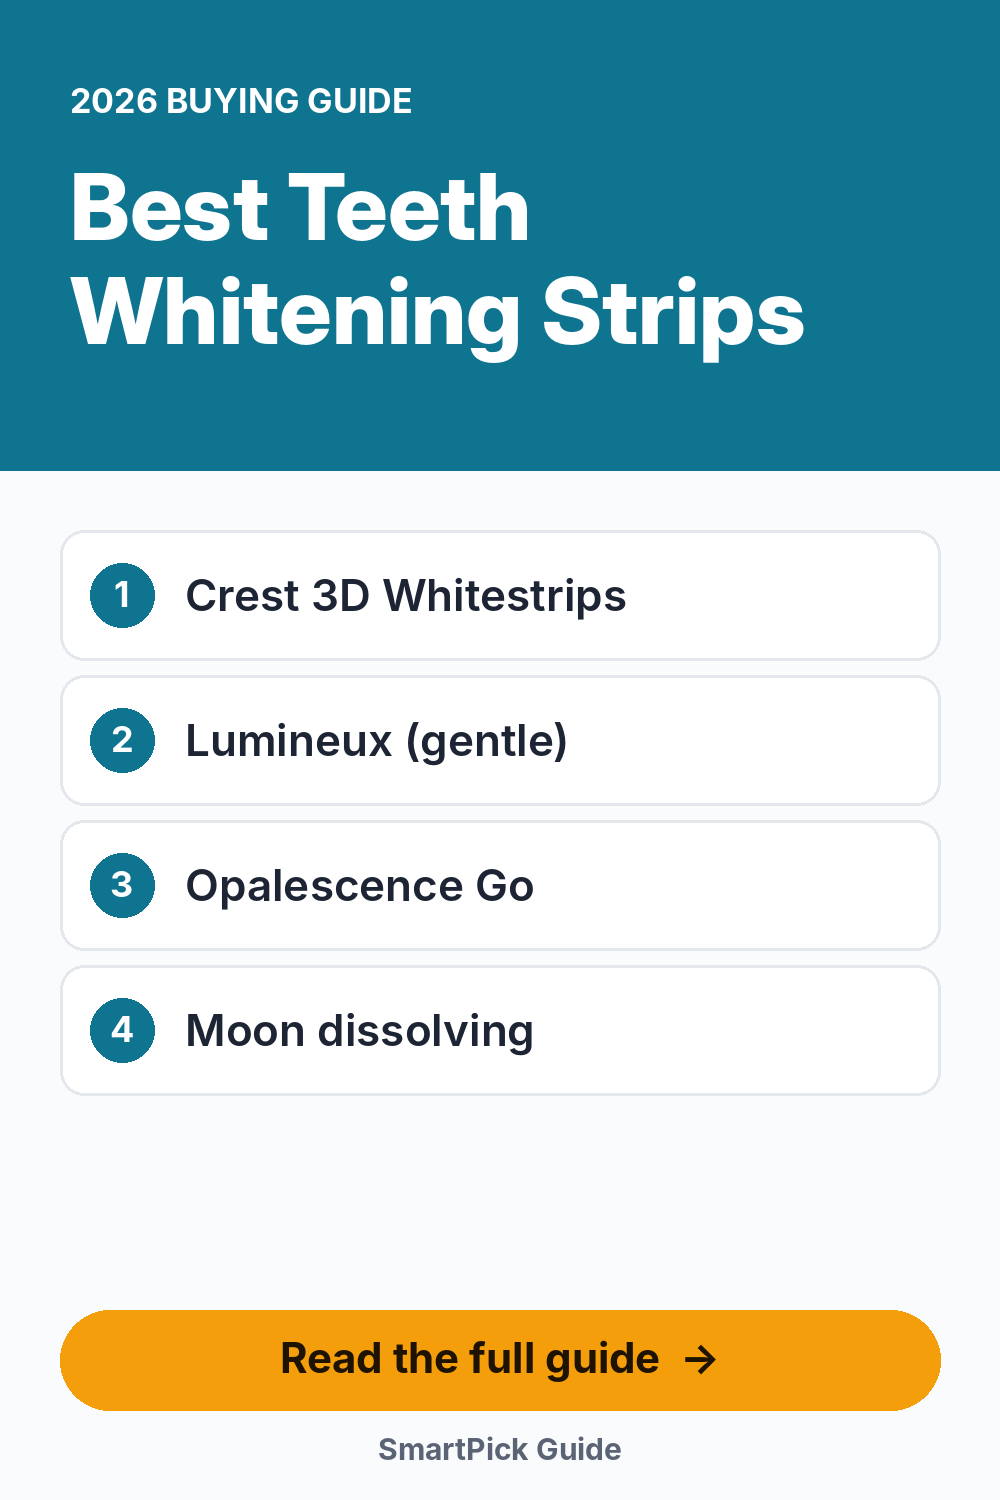 2026 BUYING GUIDE
Best Teeth
Whitening Strips
1 Crest 3D Whitestrips
2 Lumineux (gentle)
3 Opalescence Go
4 Moon dissolving
Read the full guide →
SmartPick Guide